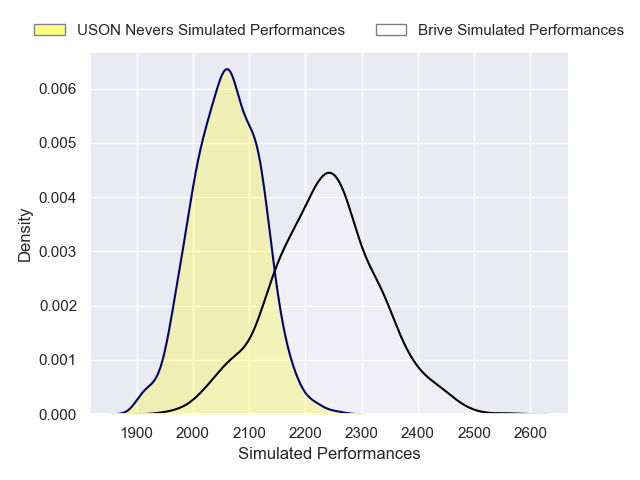 USON Nevers Simulated Performances Brive Simulated Performances
0.006
0.005
0.004
0.003
0.002
0.001
0.000
Density
1900 2000 2100 2200 2300 2400 2500 2600
Simulated Performances